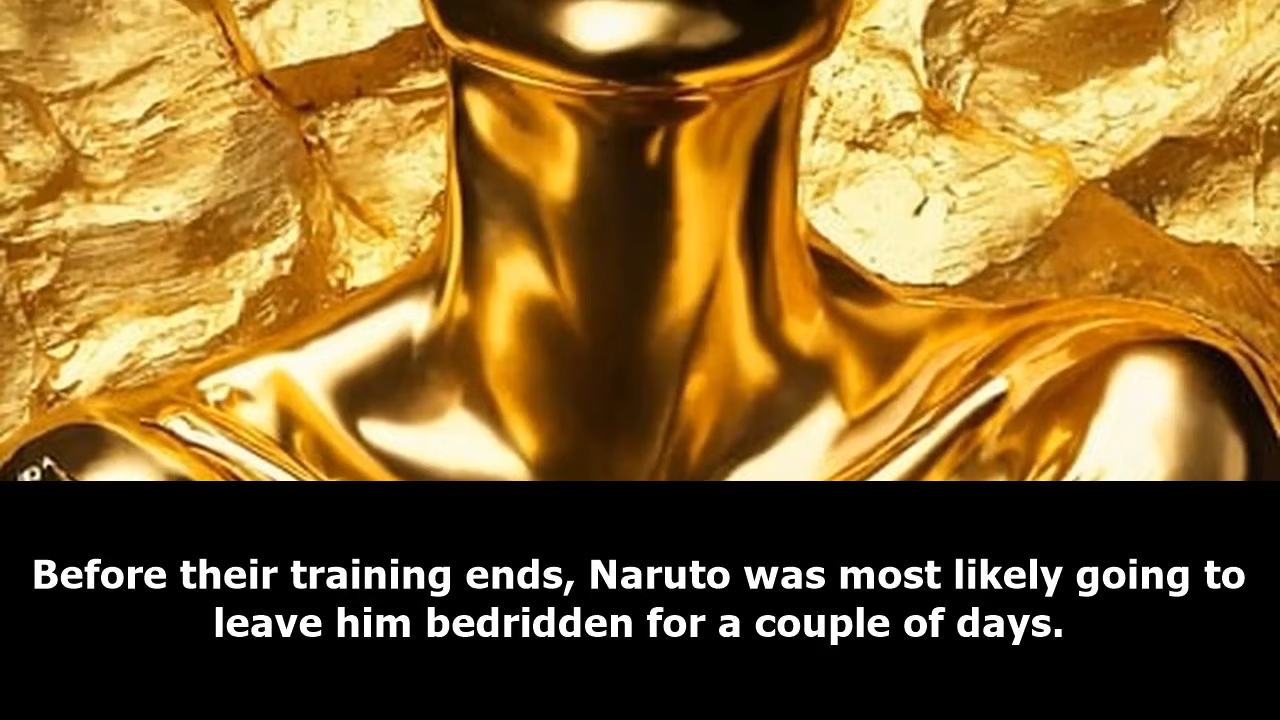 Before their training ends, Naruto was most likely going to
leave him bedridden for a couple of days.